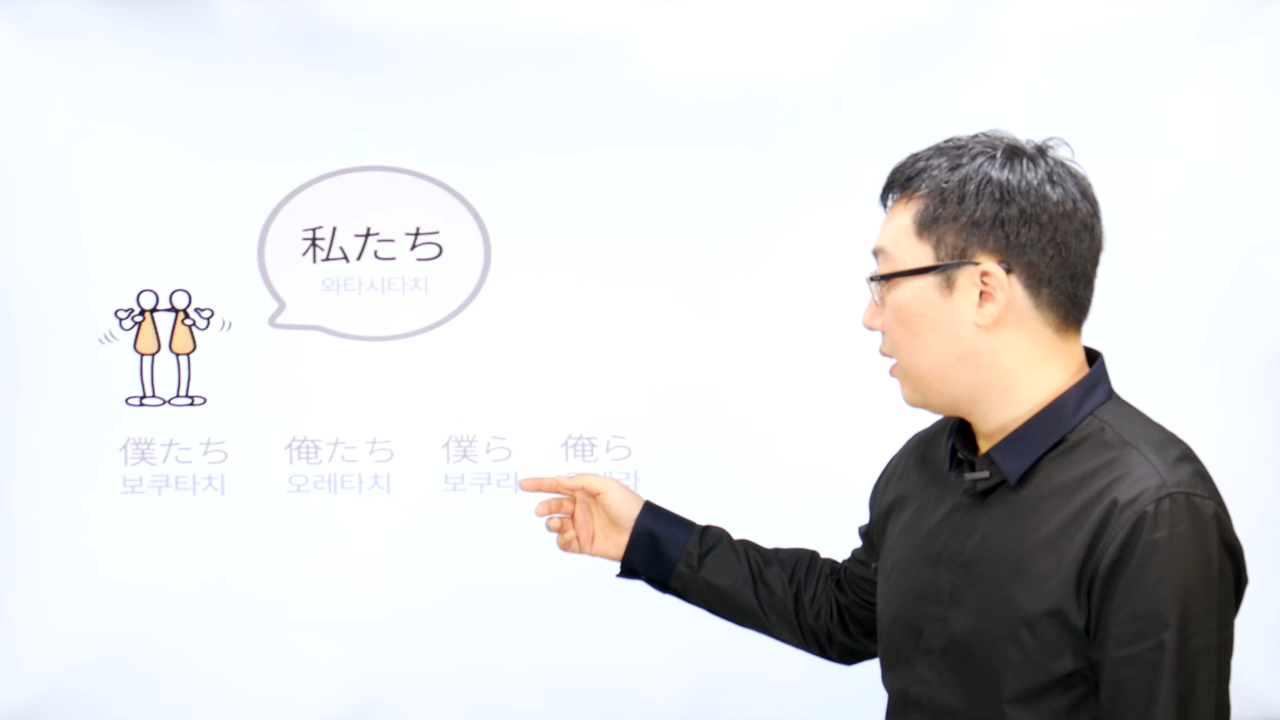 私たち
와타시타치
僕たち 俺たち 僕ら 俺ら
보쿠타치 오레타치 보쿠라